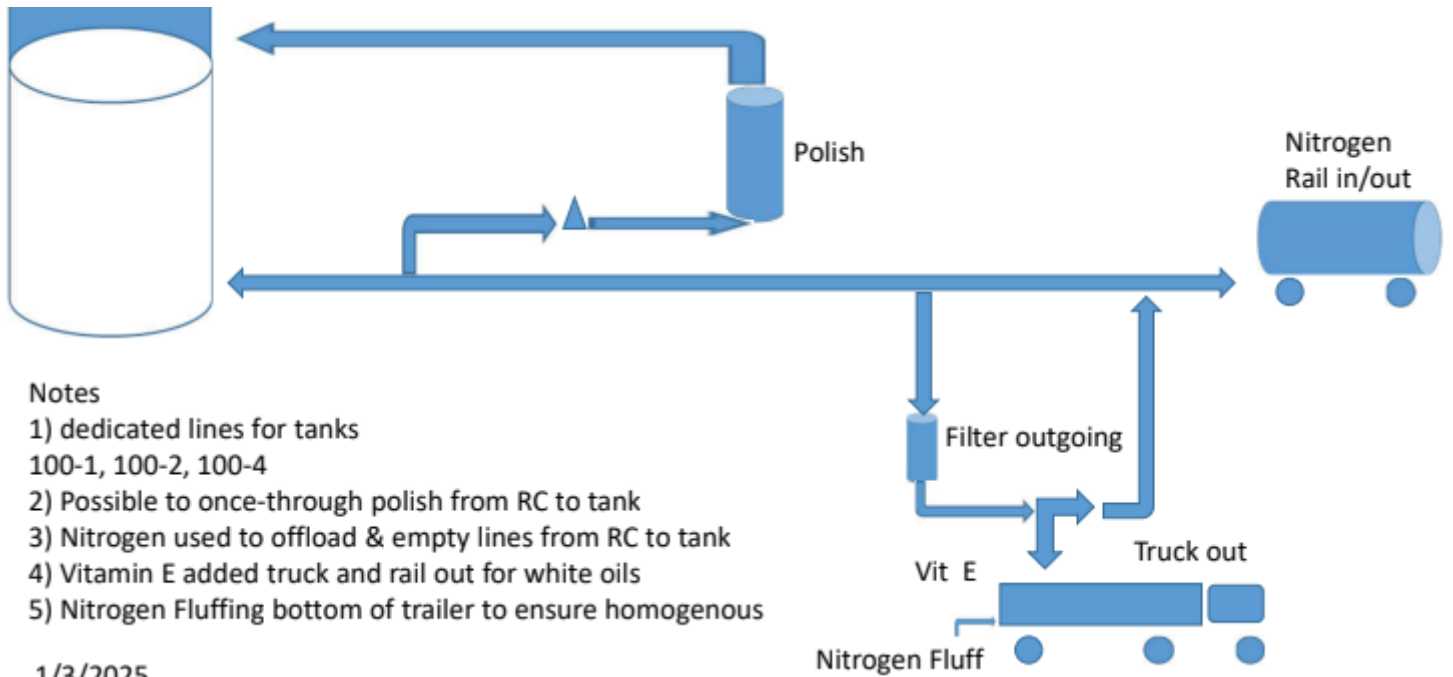 Polish
Nitrogen
Rail in/out
Notes
1) dedicated lines for tanks
100-1, 100-2, 100-4
2) Possible to once-through polish from RC to tank
3) Nitrogen used to offload & empty lines from RC to tank
4) Vitamin E added truck and rail out for white oils
5) Nitrogen Fluffing bottom of trailer to ensure homogenous
Filter outgoing
Vit E
Truck out
Nitrogen Fluff
1/3/2025